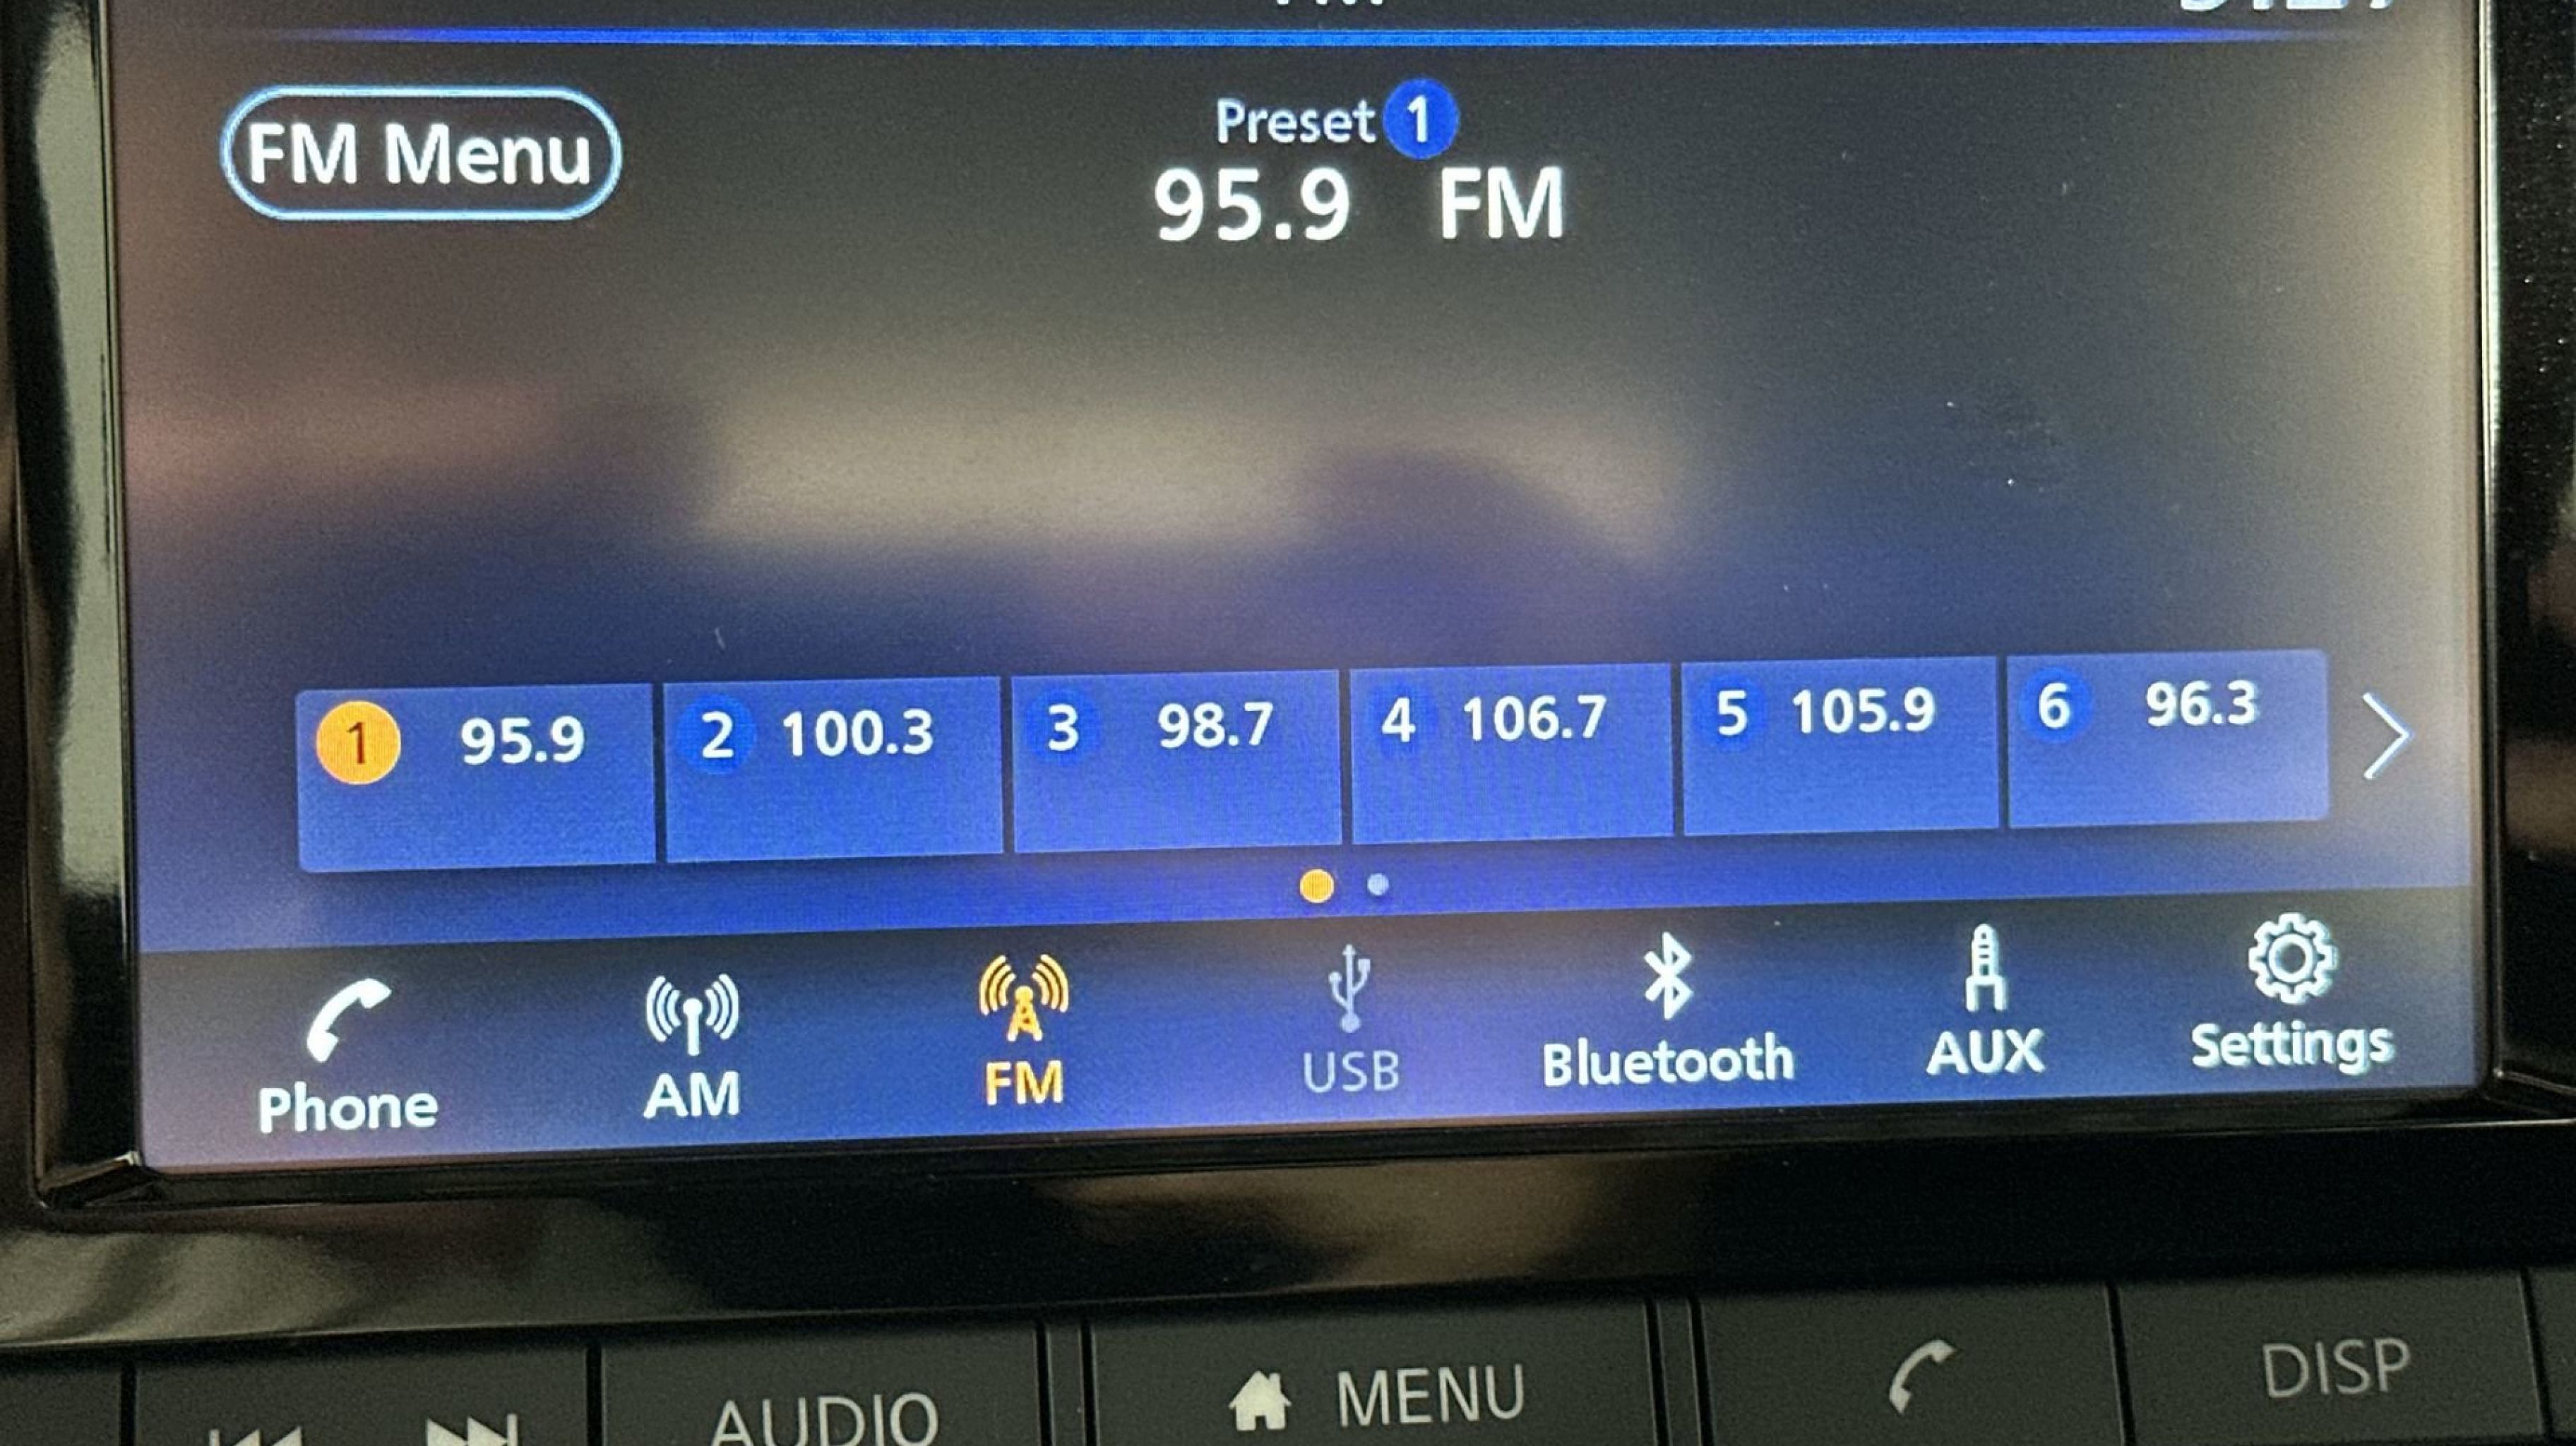 FM Menu
Preset 1
95.9 FM
1 95.9 2 100.3 3 98.7 4 106.7 5 105.9 6 96.3
Phone AM FM USB Bluetooth AUX Settings
AUDIO MENU DISP